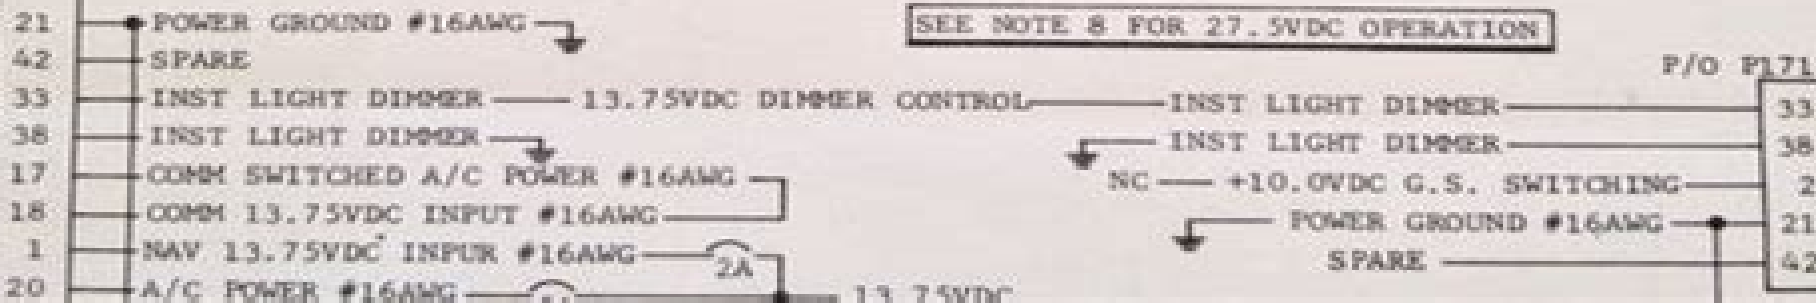 21 POWER GROUND #16AWG
SEE NOTE 8 FOR 27.5VDC OPERATION
42 SPARE
P/O P171
33 INST LIGHT DIMMER 13.75VDC DIMMER CONTROL INST LIGHT DIMMER 33
38 INST LIGHT DIMMER INST LIGHT DIMMER 38
17 COMM SWITCHED A/C POWER #16AWG NC +10.0VDC G.S. SWITCHING 2
18 COMM 13.75VDC INPUT #16AWG POWER GROUND #16AWG 21
1 NAV 13.75VDC INPUR #16AWG 2A SPARE 42
20 A/C POWER #16AWG 13.75VDC